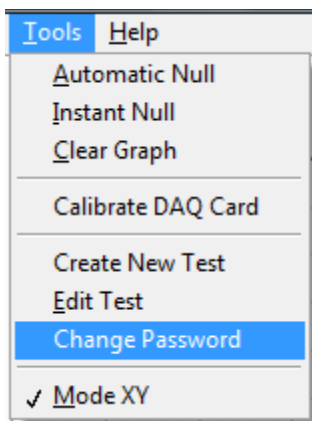 Tools Help
Automatic Null
Instant Null
Clear Graph
Calibrate DAQ Card
Create New Test
Edit Test
Change Password
✓ Mode XY